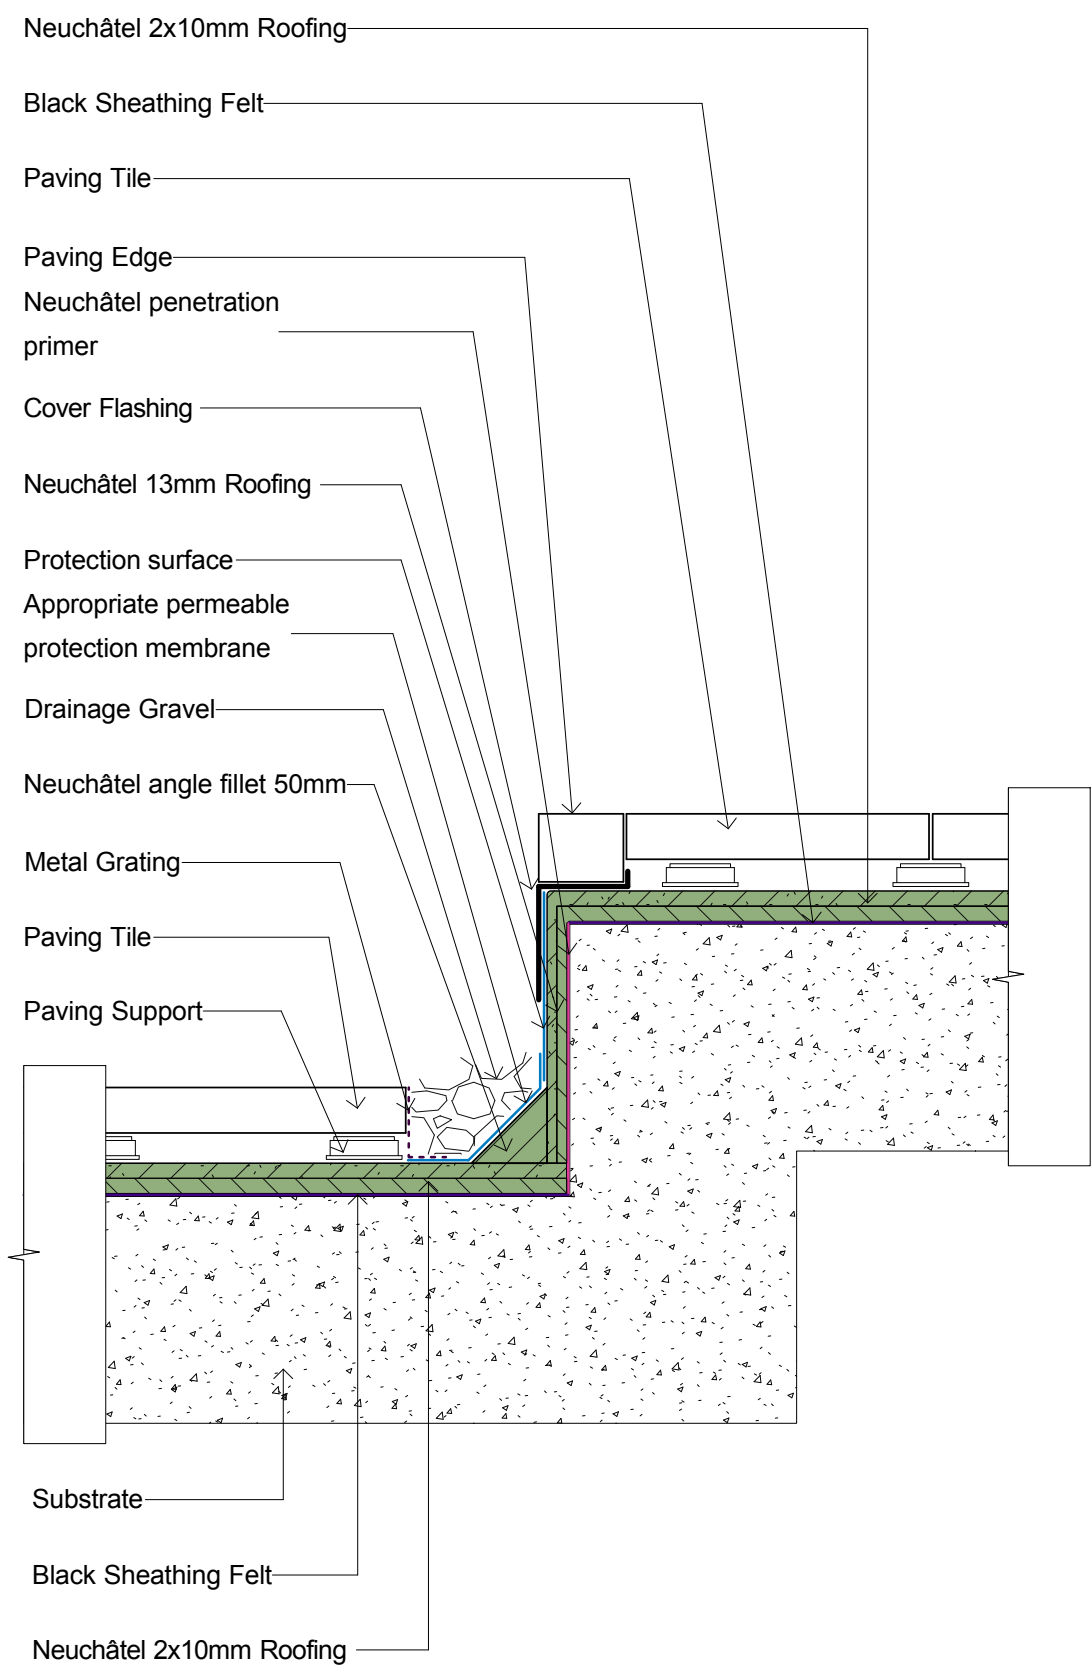 Neuchâtel 2x10mm Roofing
Black Sheathing Felt
Paving Tile
Paving Edge
Neuchâtel penetration
primer
Cover Flashing
Neuchâtel 13mm Roofing
Protection surface
Appropriate permeable
protection membrane
Drainage Gravel
Neuchâtel angle fillet 50mm
Metal Grating
Paving Tile
Paving Support
Substrate
Black Sheathing Felt
Neuchâtel 2x10mm Roofing